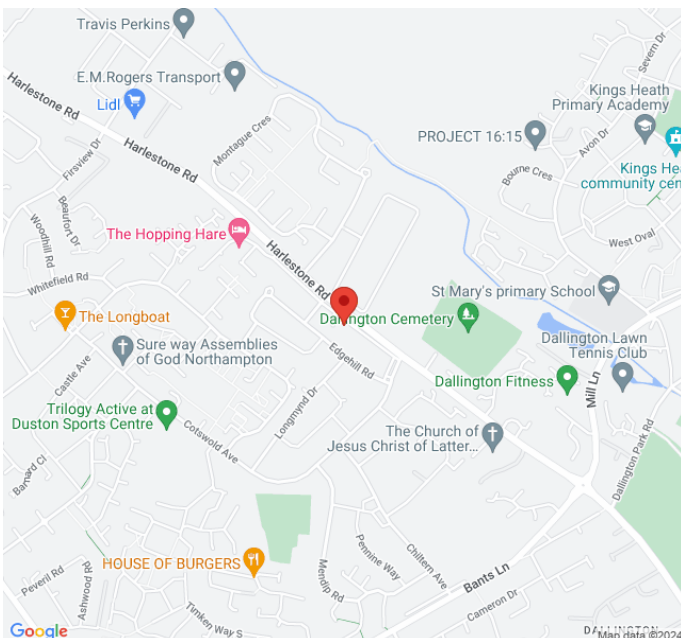 Travis Perkins
Harlestone Rd
E.M.Rogers Transport
Lidl
Severn Dr
Kings Heath
Primary Academy
PROJECT 16:15
Avon Dr
Montague Cres
Firsview Dr
Harlestone Rd
Bourne Cres
Kings Hea
community cen
Beaufort Dr
Woodhill Rd
The Hopping Hare
West Oval
Harlestone Rd
Whitefield Rd
St Mary's primary School
The Longboat
Dallington Cemetery
Sure way Assemblies
of God Northampton
Edgehill Rd
Dallington Lawn
Tennis Club
Castle Ave
Dallington Fitness
Mill Ln
Longmynd Dr
Trilogy Active at
Duston Sports Centre
Cotswold Ave
The Church of
Jesus Christ of Latter...
Dallington Park Rd
Barnard Cl
HOUSE OF BURGERS
Pennine Way
Chiltern Ave
Mendip Rd
Bants Ln
Peveril Rd
Ashwood Rd
Cameron Dr
Timken Way S
DALLINGTON
Google
Map data ©2024